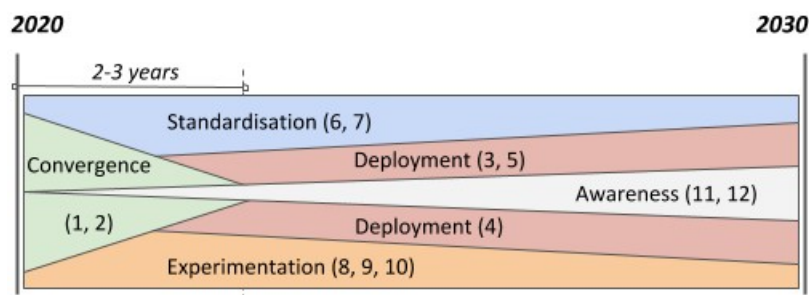 2020
2030
2-3 years
Standardisation (6, 7)
Convergence
Deployment (3, 5)
Awareness (11, 12)
(1, 2)
Deployment (4)
Experimentation (8, 9, 10)